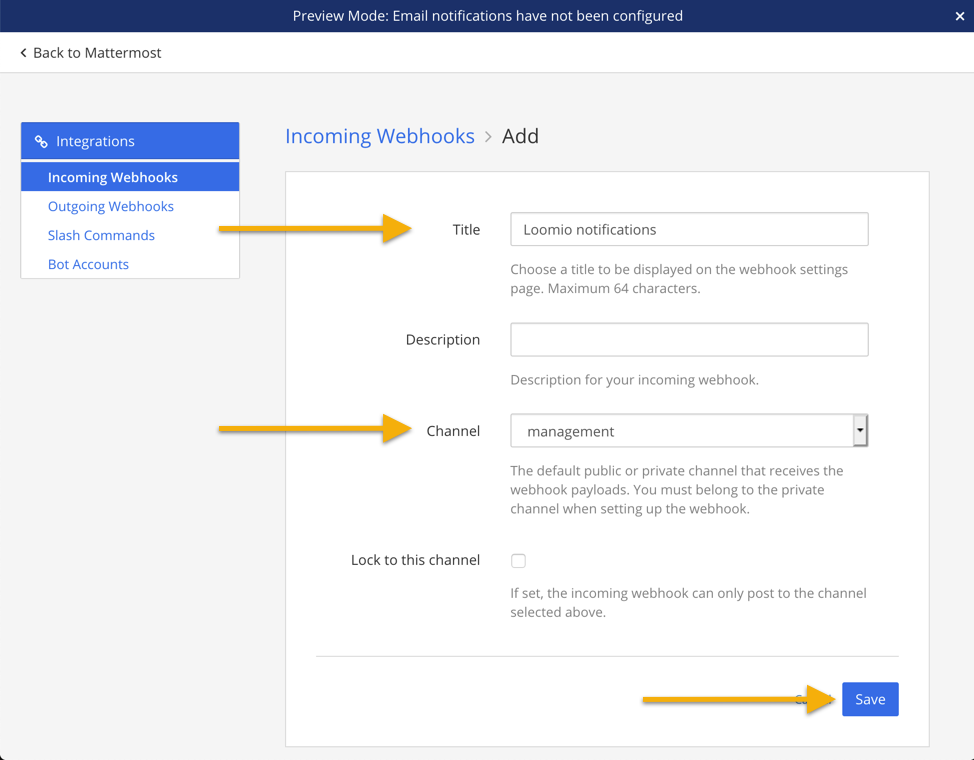 Preview Mode: Email notifications have not been configured
Back to Mattermost
Integrations
Incoming Webhooks
Outgoing Webhooks
Slash Commands
Bot Accounts
Incoming Webhooks > Add
Title
Loomio notifications
Choose a title to be displayed on the webhook settings
page. Maximum 64 characters.
Description
Description for your incoming webhook.
Channel
management
The default public or private channel that receives the
webhook payloads. You must belong to the private
channel when setting up the webhook.
Lock to this channel
If set, the incoming webhook can only post to the channel
selected above.
Save